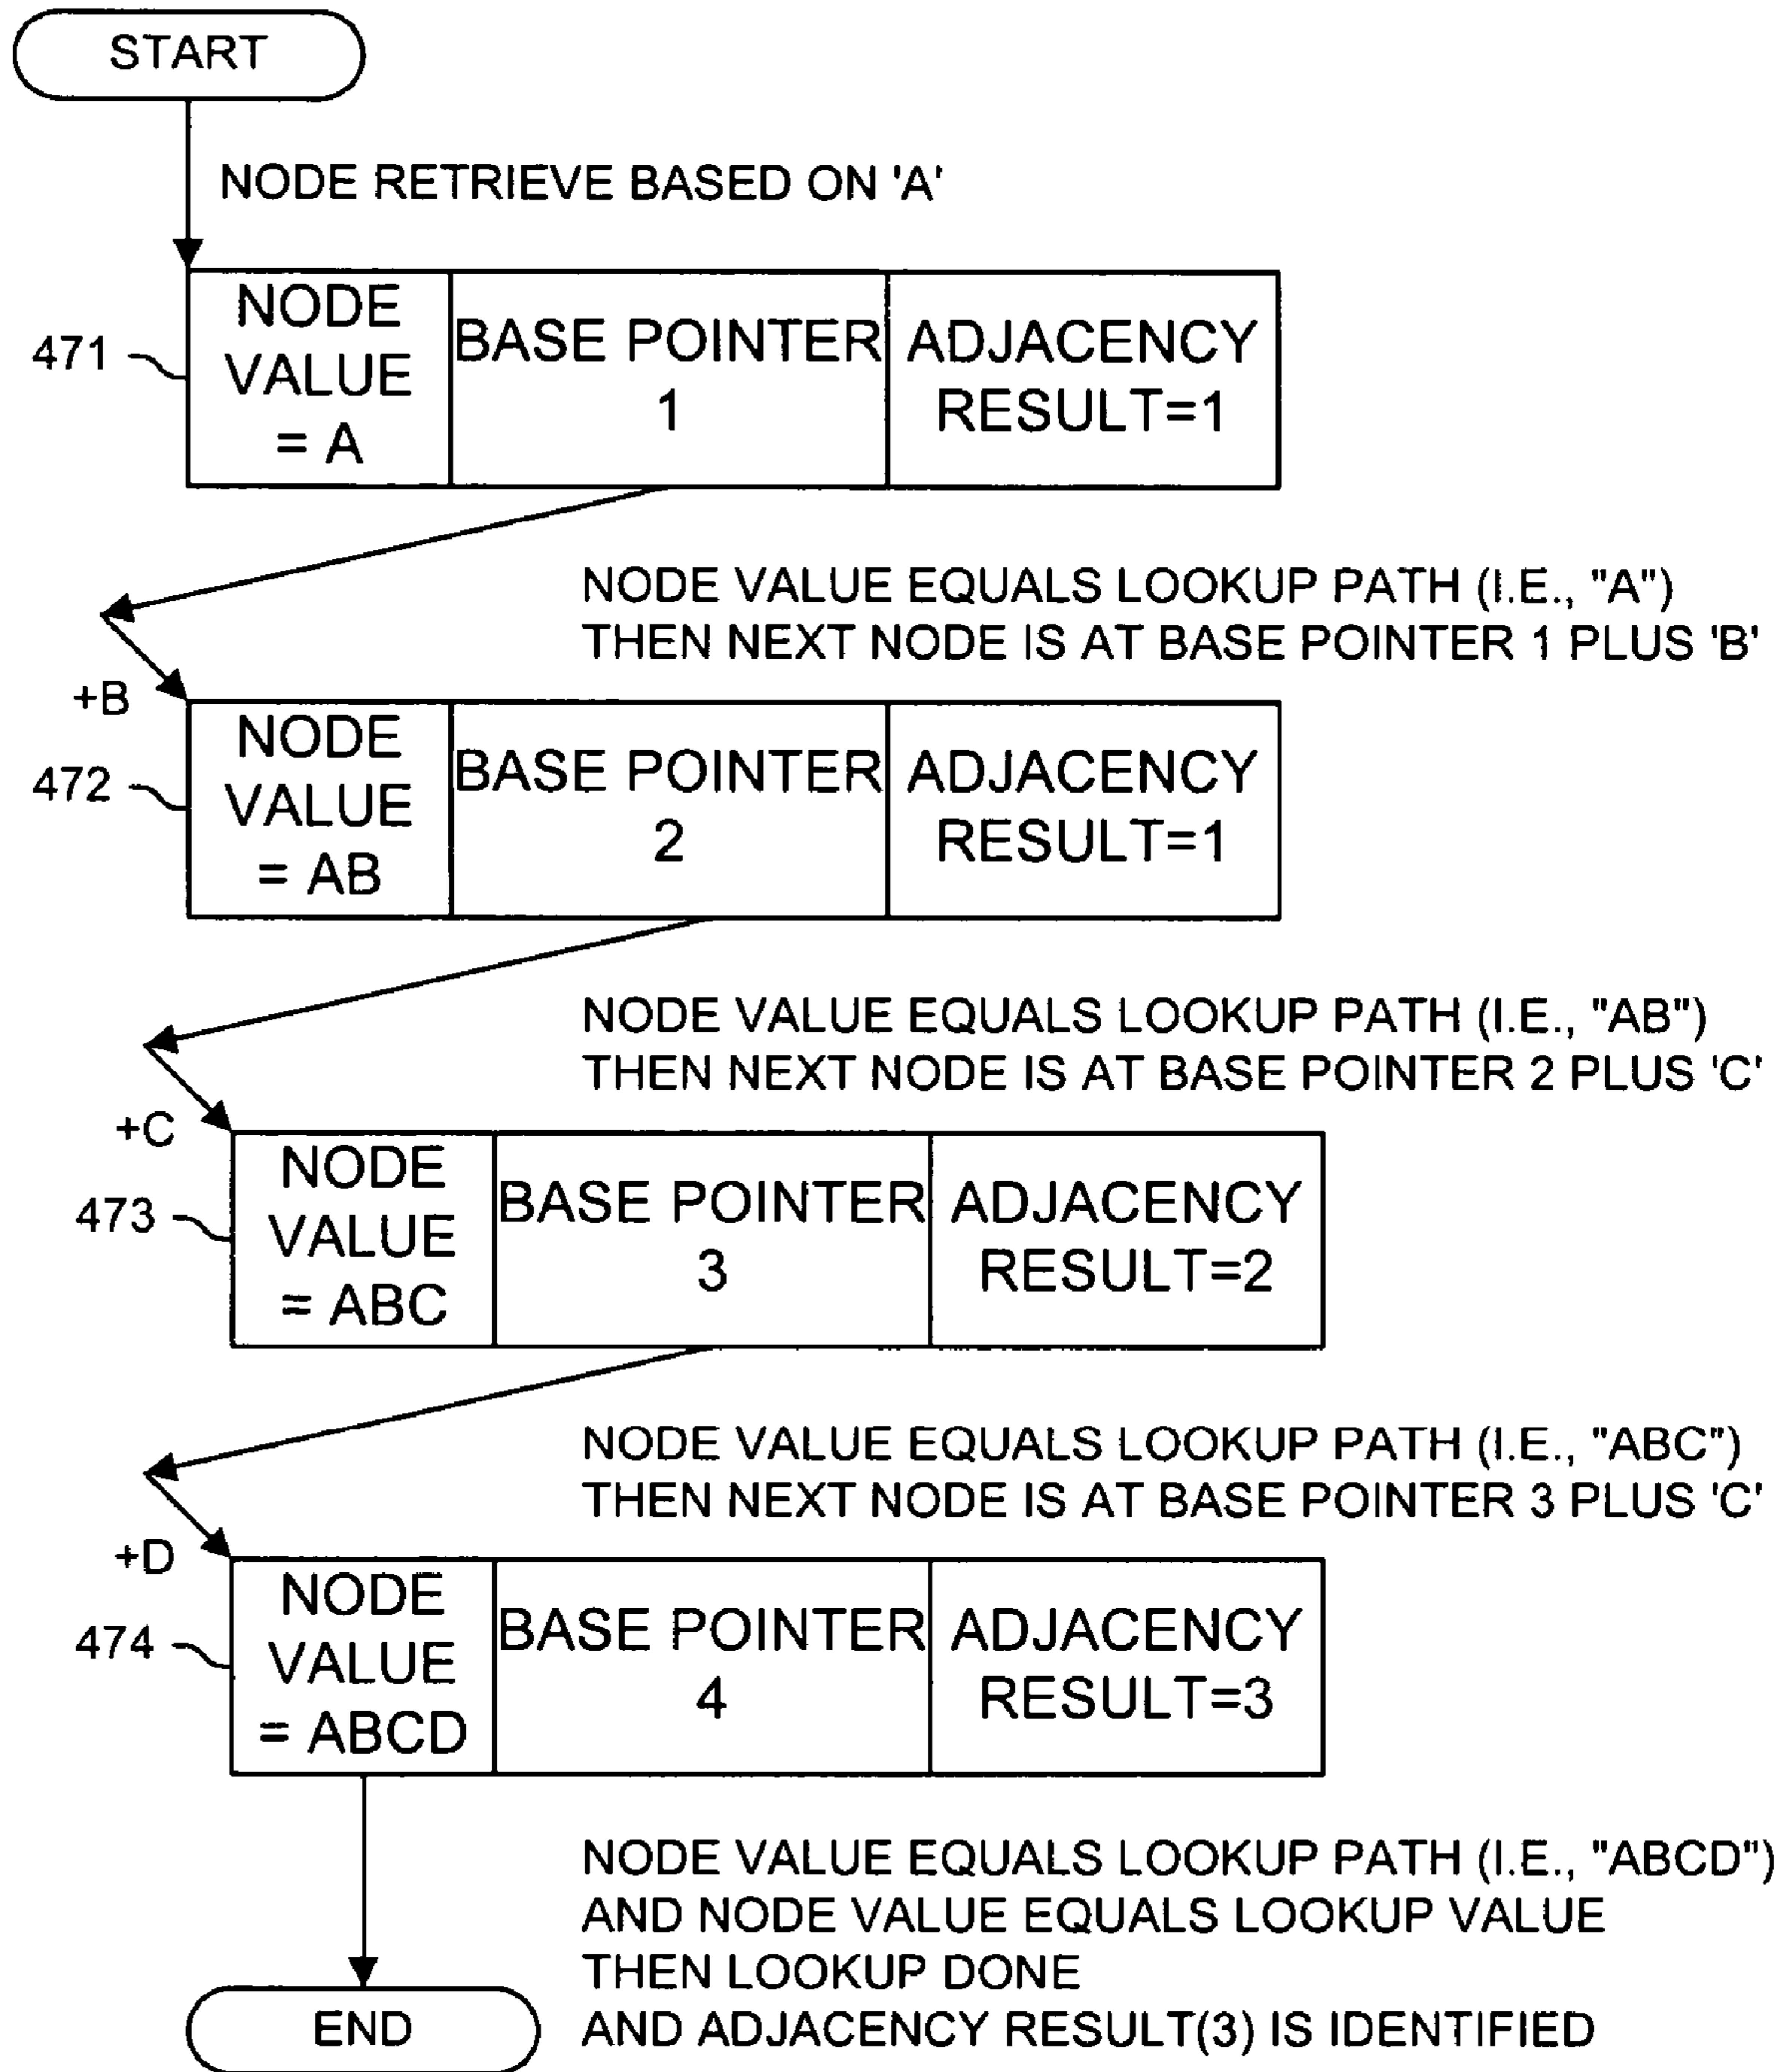 START
NODE RETRIEVE BASED ON 'A'
471
NODE
VALUE
= A
BASE POINTER
1
ADJACENCY
RESULT=1
NODE VALUE EQUALS LOOKUP PATH (I.E., "A")
THEN NEXT NODE IS AT BASE POINTER 1 PLUS 'B'
+B
472
NODE
VALUE
= AB
BASE POINTER
2
ADJACENCY
RESULT=1
NODE VALUE EQUALS LOOKUP PATH (I.E., "AB")
THEN NEXT NODE IS AT BASE POINTER 2 PLUS 'C'
+C
473
NODE
VALUE
= ABC
BASE POINTER
3
ADJACENCY
RESULT=2
NODE VALUE EQUALS LOOKUP PATH (I.E., "ABC")
THEN NEXT NODE IS AT BASE POINTER 3 PLUS 'C'
+D
474
NODE
VALUE
= ABCD
BASE POINTER
4
ADJACENCY
RESULT=3
NODE VALUE EQUALS LOOKUP PATH (I.E., "ABCD")
AND NODE VALUE EQUALS LOOKUP VALUE
THEN LOOKUP DONE
AND ADJACENCY RESULT(3) IS IDENTIFIED
END